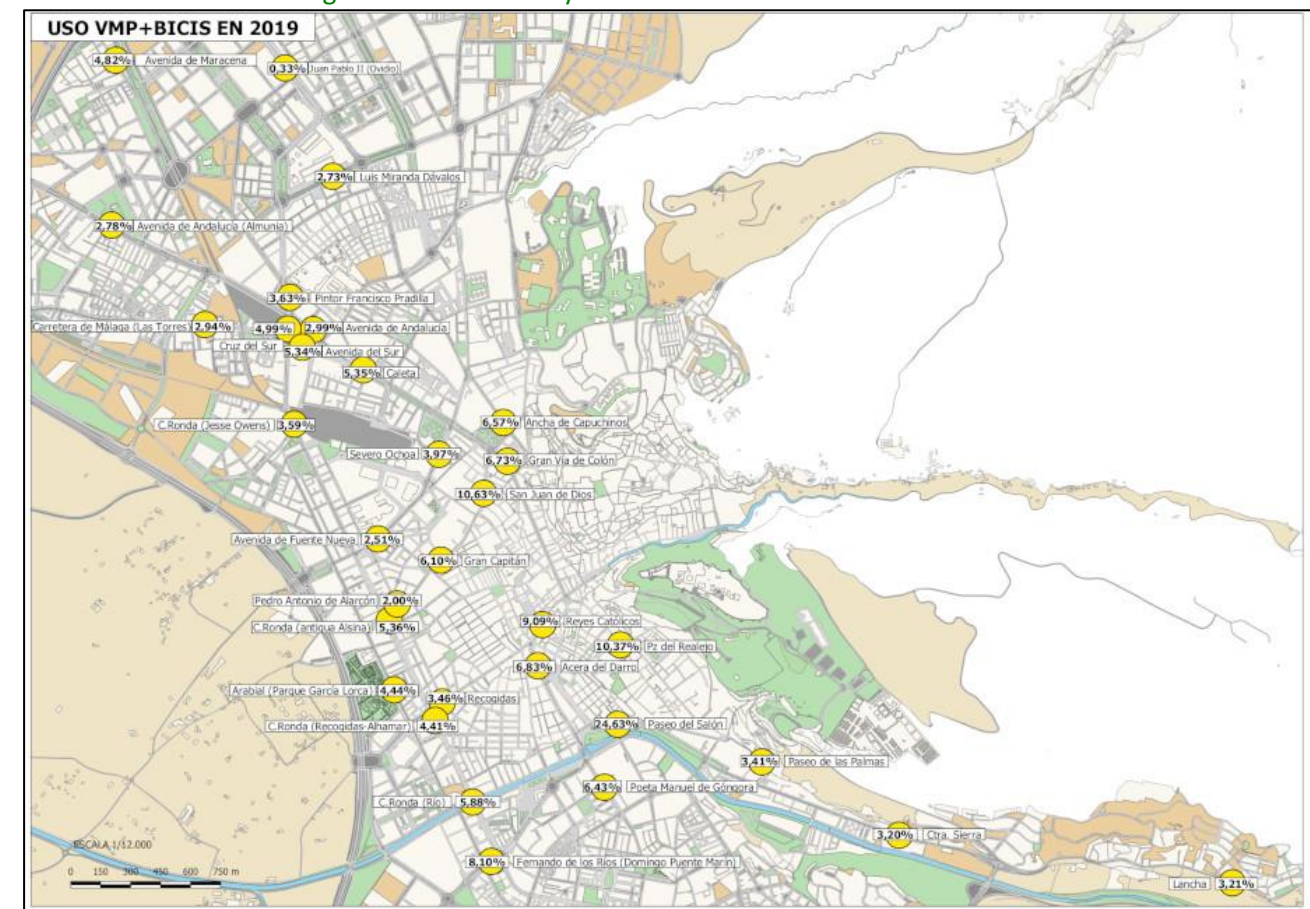 USO VMP+BICIS EN 2019
4,82% Avenida de Maracena
0,33% Juan Pablo II (Ovidio)
2,73% Luis Miranda Dávalos
2,78% Avenida de Andalucía (Almunia)
3,63% Pintor Francisco Pradilla
Carretera de Málaga (Las Torres) 2,94%
4,99%
2,99% Avenida de Andalucía
Cruz del Sur
5,34% Avenida del Sur
5,35% Caleta
C.Ronda (Jesse Owens) 3,59%
6,57% Ancha de Capuchinos
Severo Ochoa 3,97%
6,73% Gran Vía de Colón
10,63% San Juan de Dios
Avenida de Fuente Nueva 2,51%
6,10% Gran Capitán
Pedro Antonio de Alarcón 2,00%
C.Ronda (antigua Alsina) 5,36%
9,09% Reyes Católicos
10,37% Pz del Realejo
6,83% Acera del Darro
Arabial (Parque García Lorca) 4,44%
3,46% Recogidas
C.Ronda (Recogidas-Alhamar) 4,41%
24,63% Paseo del Salón
3,41% Paseo de las Palmas
6,43% Poeta Manuel de Góngora
C.Ronda (Río) 5,88%
3,20% Ctra. Sierra
8,10% Fernando de los Ríos (Domingo Puente Marín)
Lancha 3,21%
ESCALA 1/12.000
0 150 300 450 600 750 m